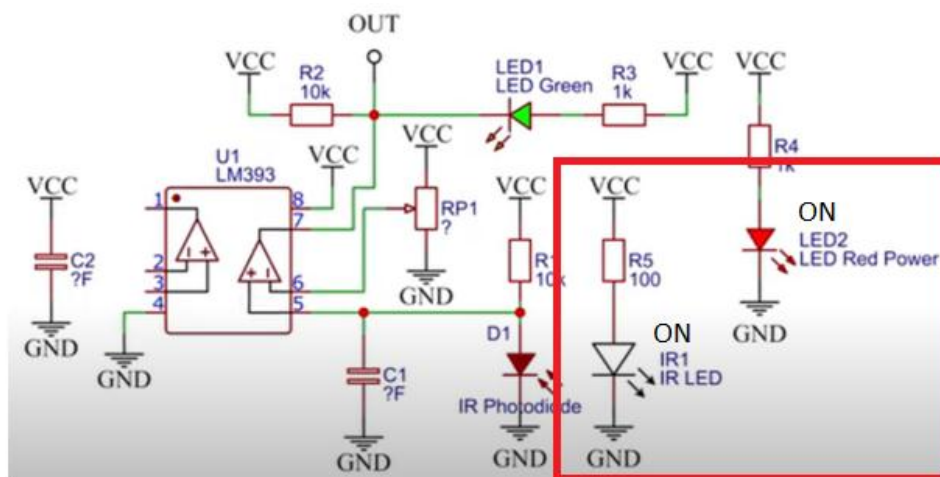 OUT
VCC
R2
10k
LED1
LED Green
R3
1k
VCC
VCC
R4
1k
U1
LM393
VCC
VCC
RP1
?
VCC
C2
?F
GND
1
2
3
4
8
7
6
5
GND
GND
VCC
R1
10k
VCC
R5
100
ON
LED2
LED Red Power
GND
C1
?F
GND
D1
IR Photodiode
GND
ON
IR1
IR LED
GND